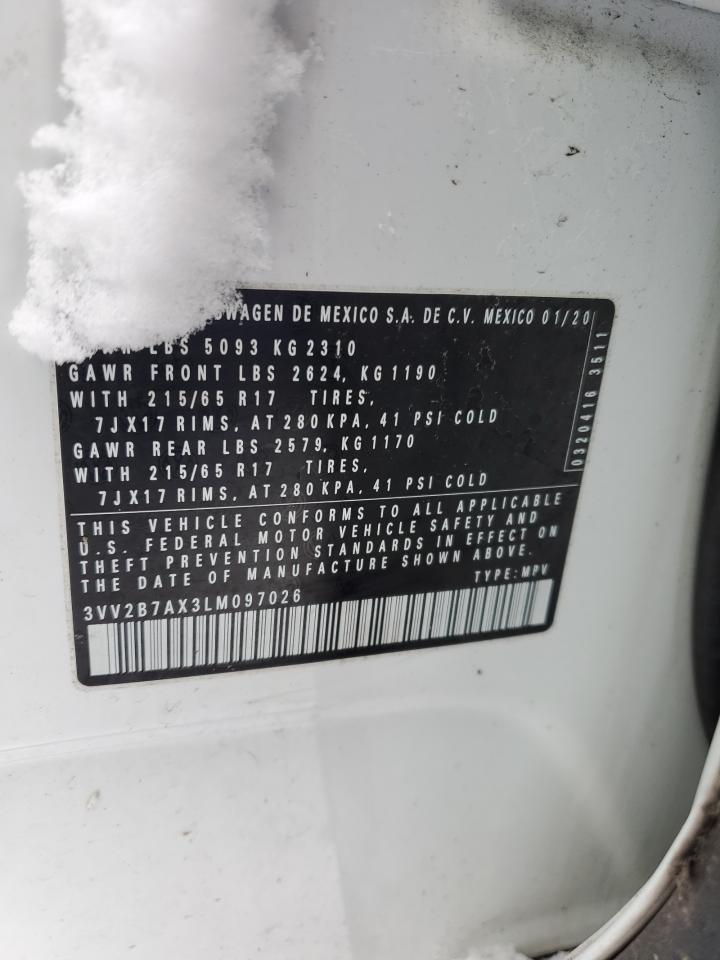 DE MEXICO S.A. DE C.V. MEXICO 01/20
LBS 5093 KG 2310
GAWR FRONT LBS 2624, KG 1190
WITH 215/65 R17 TIRES,
7JX17 RIMS, AT 280 KPA, 41 PSI COLD
GAWR REAR LBS 2579, KG 1170
WITH 215/65 R17 TIRES,
7JX17 RIMS, AT 280 KPA, 41 PSI COLD
0320416 3511
THIS VEHICLE CONFORMS TO ALL APPLICABLE
U.S. FEDERAL MOTOR VEHICLE SAFETY AND
THEFT PREVENTION STANDARDS IN EFFECT ON
THE DATE OF MANUFACTURE SHOWN ABOVE.
3VV2B7AX3LM097026 TYPE: MPV